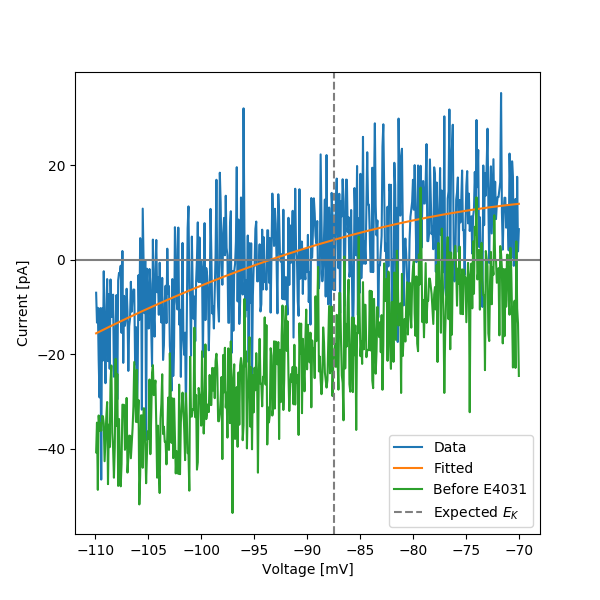 20
0
−20
−40
Current [pA]
−110 −105 −100 −95 −90 −85 −80 −75 −70
Voltage [mV]
Data
Fitted
Before E4031
Expected E_K